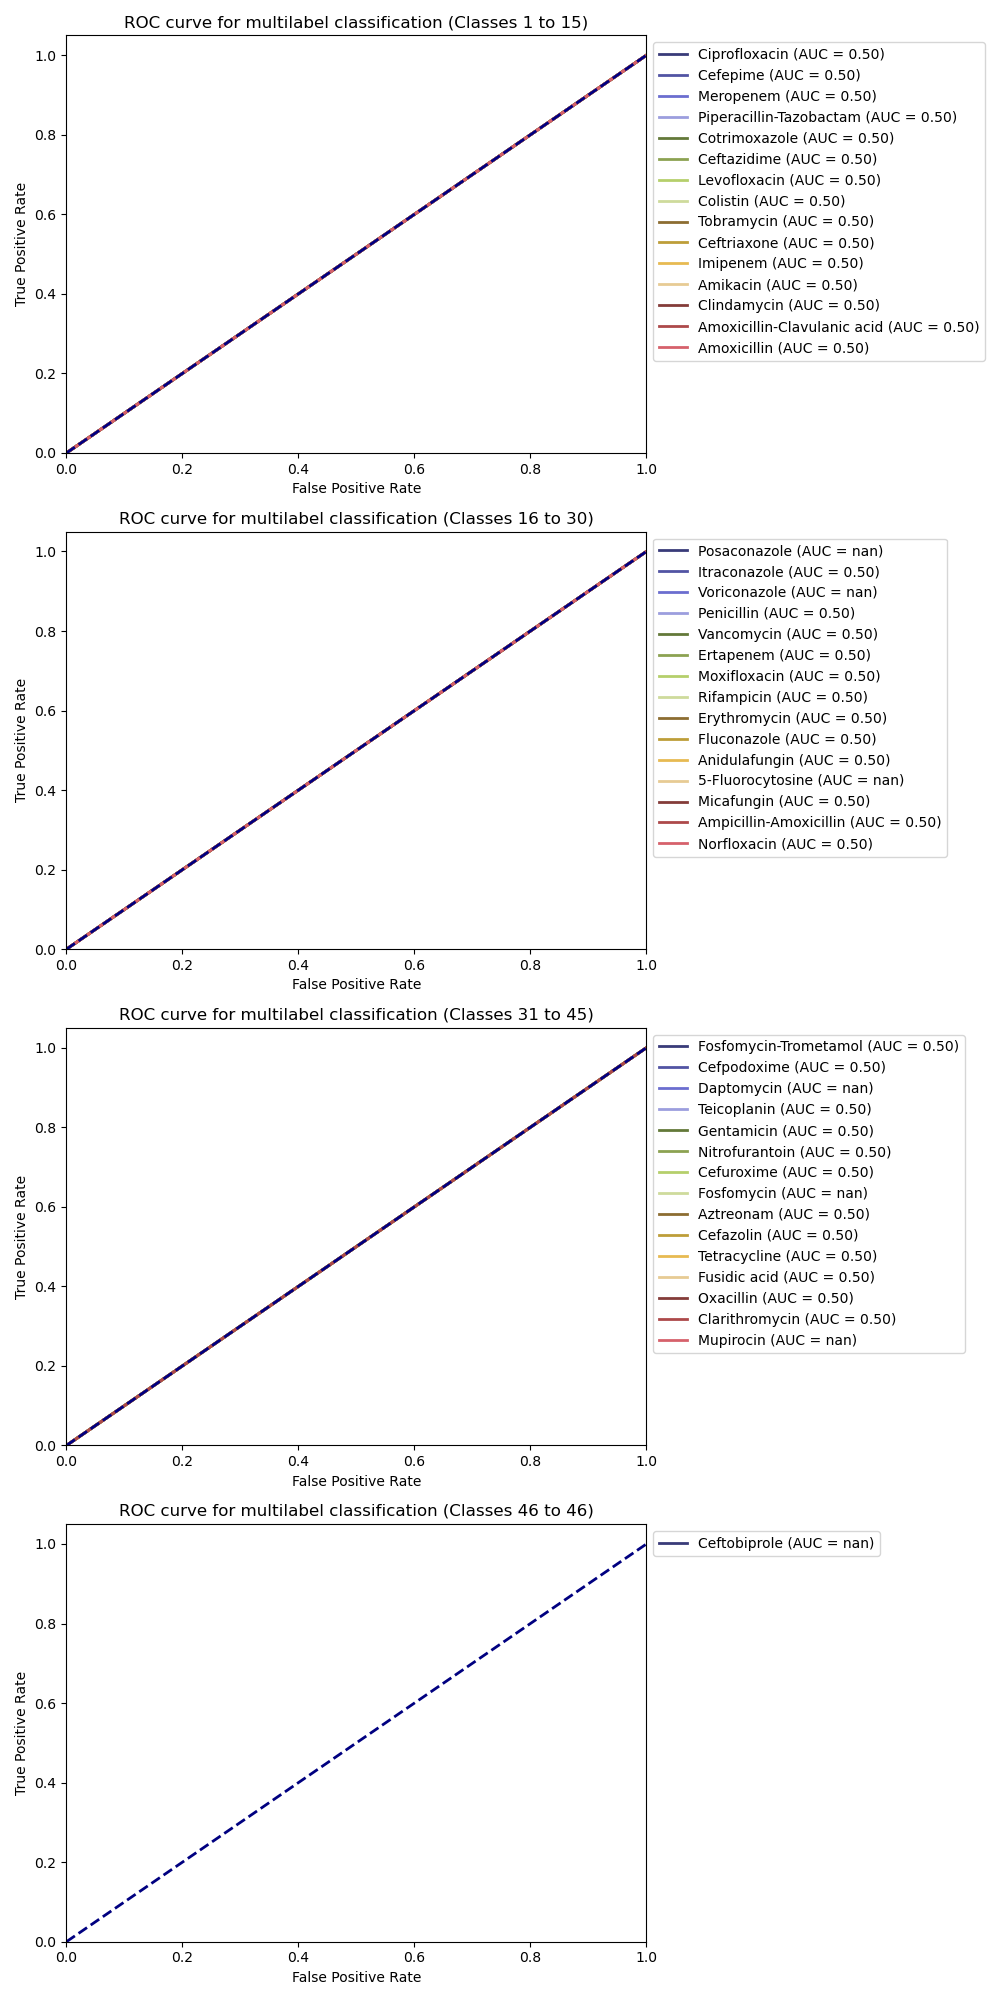 ROC curve for multilabel classification (Classes 1 to 15)
1.0
0.8
0.6
0.4
0.2
0.0
True Positive Rate
0.0 0.2 0.4 0.6 0.8 1.0
False Positive Rate
Ciprofloxacin (AUC = 0.50)
Cefepime (AUC = 0.50)
Meropenem (AUC = 0.50)
Piperacillin-Tazobactam (AUC = 0.50)
Cotrimoxazole (AUC = 0.50)
Ceftazidime (AUC = 0.50)
Levofloxacin (AUC = 0.50)
Colistin (AUC = 0.50)
Tobramycin (AUC = 0.50)
Ceftriaxone (AUC = 0.50)
Imipenem (AUC = 0.50)
Amikacin (AUC = 0.50)
Clindamycin (AUC = 0.50)
Amoxicillin-Clavulanic acid (AUC = 0.50)
Amoxicillin (AUC = 0.50)
ROC curve for multilabel classification (Classes 16 to 30)
1.0
0.8
0.6
0.4
0.2
0.0
True Positive Rate
0.0 0.2 0.4 0.6 0.8 1.0
False Positive Rate
Posaconazole (AUC = nan)
Itraconazole (AUC = 0.50)
Voriconazole (AUC = nan)
Penicillin (AUC = 0.50)
Vancomycin (AUC = 0.50)
Ertapenem (AUC = 0.50)
Moxifloxacin (AUC = 0.50)
Rifampicin (AUC = 0.50)
Erythromycin (AUC = 0.50)
Fluconazole (AUC = 0.50)
Anidulafungin (AUC = 0.50)
5-Fluorocytosine (AUC = nan)
Micafungin (AUC = 0.50)
Ampicillin-Amoxicillin (AUC = 0.50)
Norfloxacin (AUC = 0.50)
ROC curve for multilabel classification (Classes 31 to 45)
1.0
0.8
0.6
0.4
0.2
0.0
True Positive Rate
0.0 0.2 0.4 0.6 0.8 1.0
False Positive Rate
Fosfomycin-Trometamol (AUC = 0.50)
Cefpodoxime (AUC = 0.50)
Daptomycin (AUC = nan)
Teicoplanin (AUC = 0.50)
Gentamicin (AUC = 0.50)
Nitrofurantoin (AUC = 0.50)
Cefuroxime (AUC = 0.50)
Fosfomycin (AUC = nan)
Aztreonam (AUC = 0.50)
Cefazolin (AUC = 0.50)
Tetracycline (AUC = 0.50)
Fusidic acid (AUC = 0.50)
Oxacillin (AUC = 0.50)
Clarithromycin (AUC = 0.50)
Mupirocin (AUC = nan)
ROC curve for multilabel classification (Classes 46 to 46)
1.0
0.8
0.6
0.4
0.2
0.0
True Positive Rate
0.0 0.2 0.4 0.6 0.8 1.0
False Positive Rate
Ceftobiprole (AUC = nan)